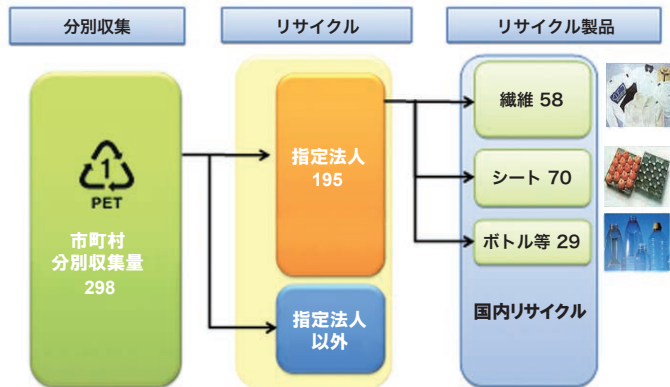 分別収集
リサイクル
リサイクル製品
1
PET
市町村
分別収集量
298
指定法人
195
指定法人
以外
繊維 58
シート 70
ボトル等 29
国内リサイクル